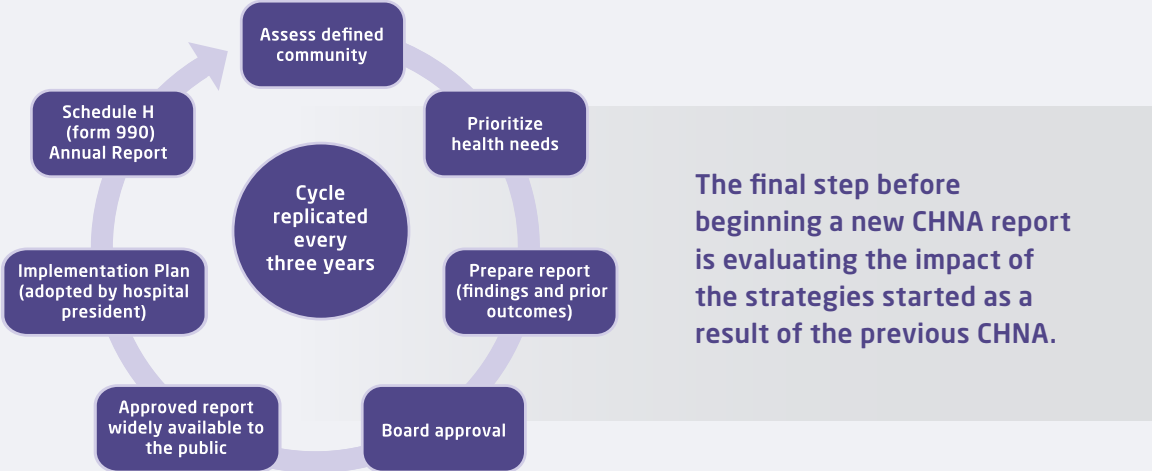 Assess defined
community
Prioritize
health needs
Prepare report
(findings and prior
outcomes)
Board approval
Approved report
widely available to
the public
Implementation Plan
(adopted by hospital
president)
Schedule H
(form 990)
Annual Report
Cycle
replicated
every
three years
The final step before
beginning a new CHNA report
is evaluating the impact of
the strategies started as a
result of the previous CHNA.